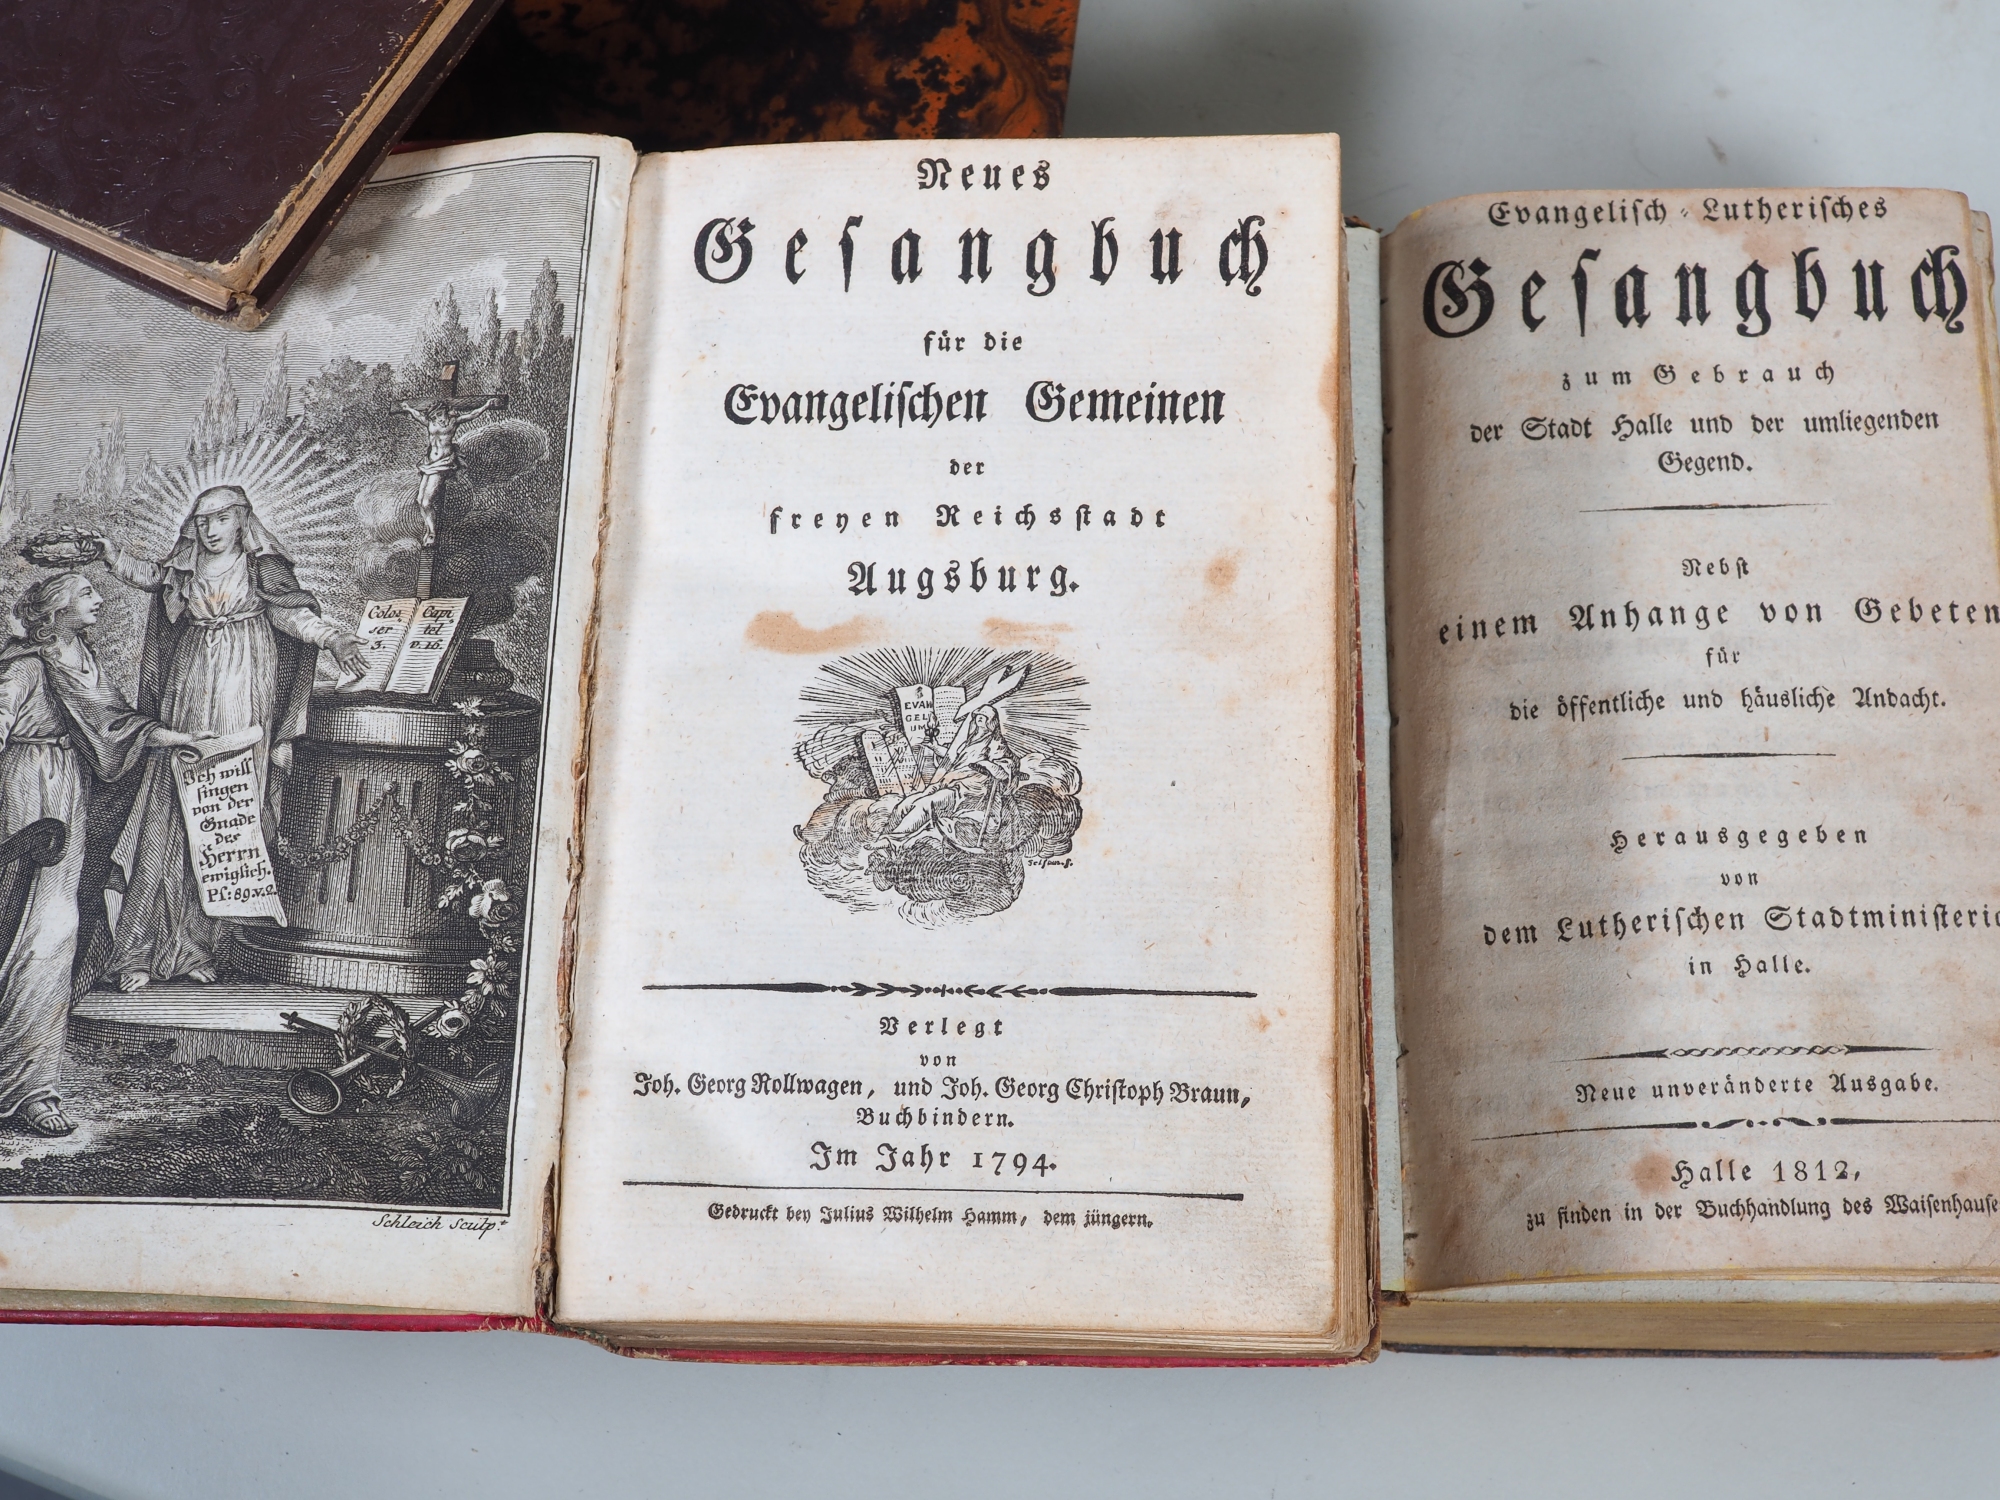 Colos Capi
ser tel
3. v. 16.
Ich will
singen
von der
Gnade
des
Herrn
ewiglich.
Ps: 89. v. 2.
Schleich Sculp.t
Neues
Geſangbuch
für die
Evangeliſchen Gemeinen
der
freyen Reichsſtadt
Augsburg.
EVAN
GELI
UM
Verlegt
von
Joh. Georg Rollwagen, und Joh. Georg Chriſtoph Braun,
Buchbindern.
Im Jahr 1794.
Gedruckt bey Julius Wilhelm Hamm, dem jüngern.
Evangeliſch-Lutheriſches
Geſangbuch
zum Gebrauch
der Stadt Halle und der umliegenden
Gegend.
Nebſt
einem Anhange von Gebeten
für
die öffentliche und häusliche Andacht.
Herausgegeben
von
dem Lutheriſchen Stadtminiſterio
in Halle.
Neue unveränderte Ausgabe.
Halle 1812,
zu finden in der Buchhandlung des Waiſenhauſes